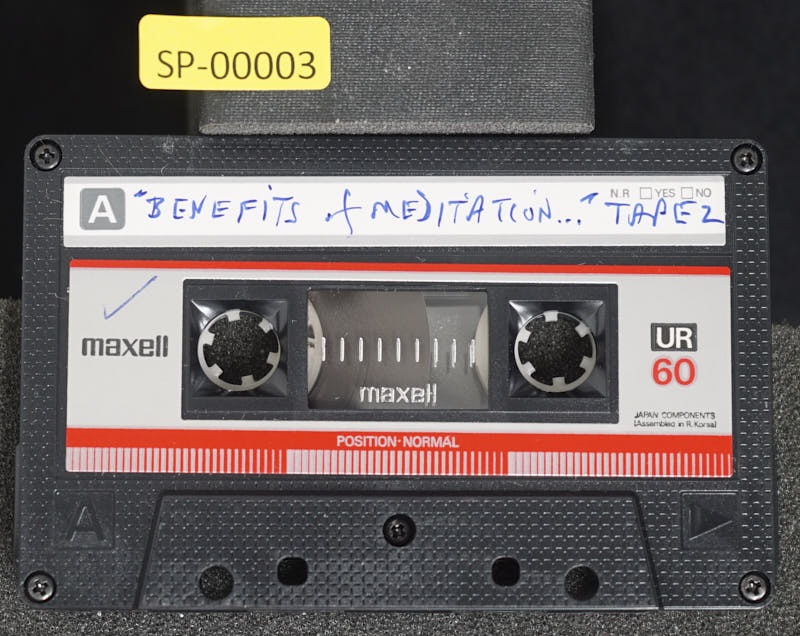 SP-00003
N.R YES NO
A "BENEFITS of MEDITATION..." TAPE 2
maxell
UR
60
maxell
JAPAN COMPONENTS
(Assembled in R.Korea)
POSITION·NORMAL
A